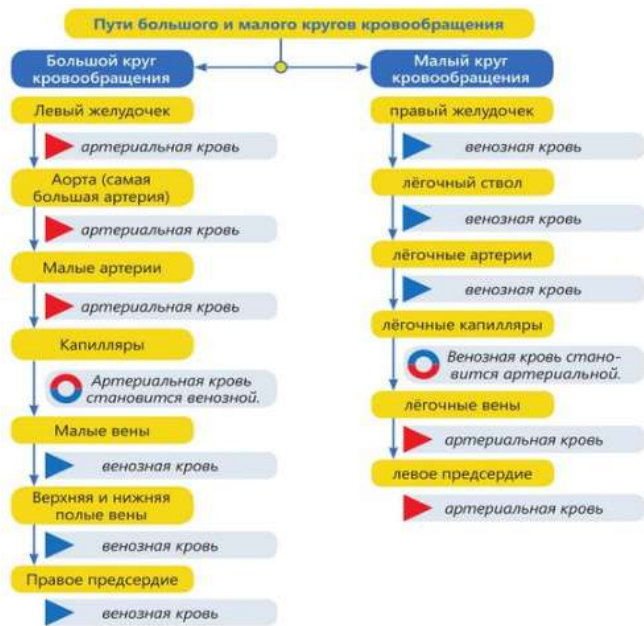 Пути большого и малого кругов кровообращения
Большой круг
кровообращения
Левый желудочек
артериальная кровь
Аорта (самая
большая артерия)
артериальная кровь
Малые артерии
артериальная кровь
Капилляры
Артериальная кровь
становится венозной.
Малые вены
венозная кровь
Верхняя и нижняя
полые вены
венозная кровь
Правое предсердие
венозная кровь
Малый круг
кровообращения
правый желудочек
венозная кровь
лёгочный ствол
венозная кровь
лёгочные артерии
венозная кровь
лёгочные капилляры
Венозная кровь стано-
вится артериальной.
лёгочные вены
артериальная кровь
левое предсердие
артериальная кровь